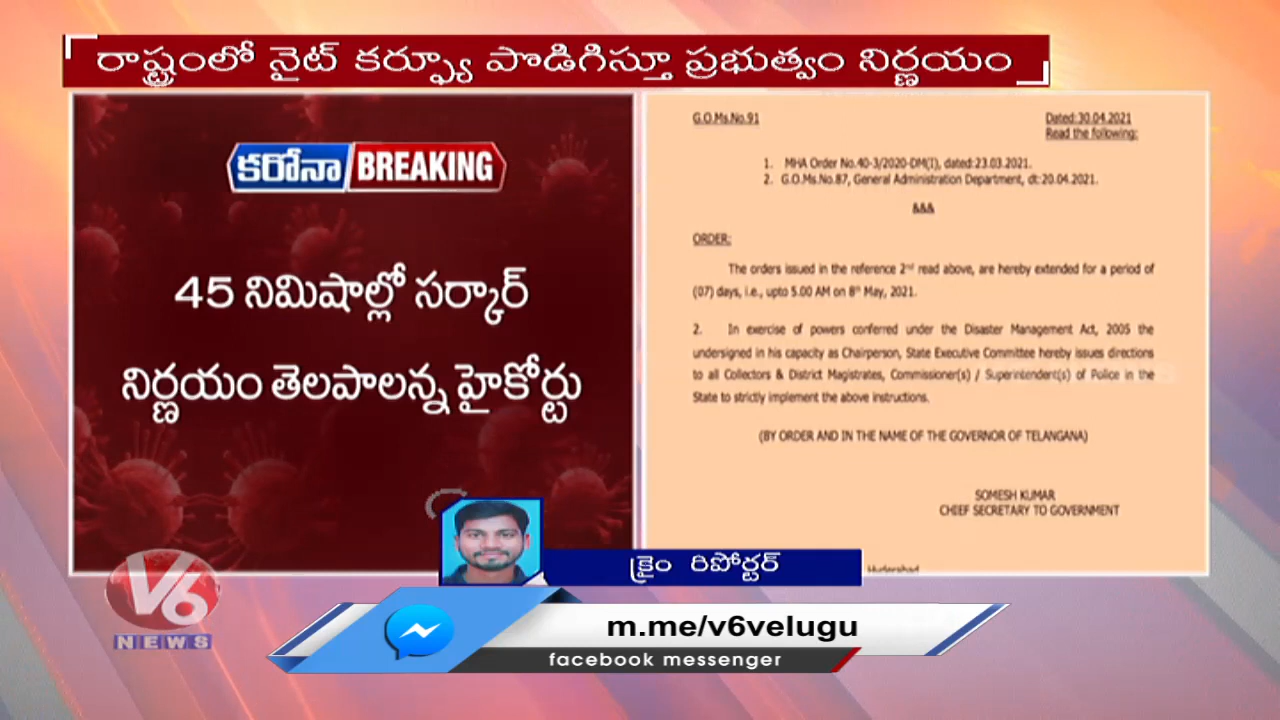 రాష్ట్రంలో నైట్ కర్ఫ్యూ పొడిగిస్తూ ప్రభుత్వం నిర్ణయం
కరోనా BREAKING
45 నిమిషాల్లో సర్కార్
నిర్ణయం తెలపాలన్న హైకోర్టు
G.O.Ms.No.91
Dated:30.04.2021
Read the following:
1. MHA Order No.40-3/2020-DM(I), dated:23.03.2021.
2. G.O.Ms.No.87, General Administration Department, dt:20.04.2021.
&&&
ORDER:
The orders issued in the reference 2nd read above, are hereby extended for a period of
(07) days, i.e., upto 5.00 AM on 8th May, 2021.
2. In exercise of powers conferred under the Disaster Management Act, 2005 the
undersigned in his capacity as Chairperson, State Executive Committee hereby issues directions
to all Collectors & District Magistrates, Commissioner(s) / Superintendent(s) of Police in the
State to strictly implement the above instructions.
(BY ORDER AND IN THE NAME OF THE GOVERNOR OF TELANGANA)
SOMESH KUMAR
CHIEF SECRETARY TO GOVERNMENT
Hyderabad
క్రైం రిపోర్టర్
V6
NEWS
m.me/v6velugu
facebook messenger